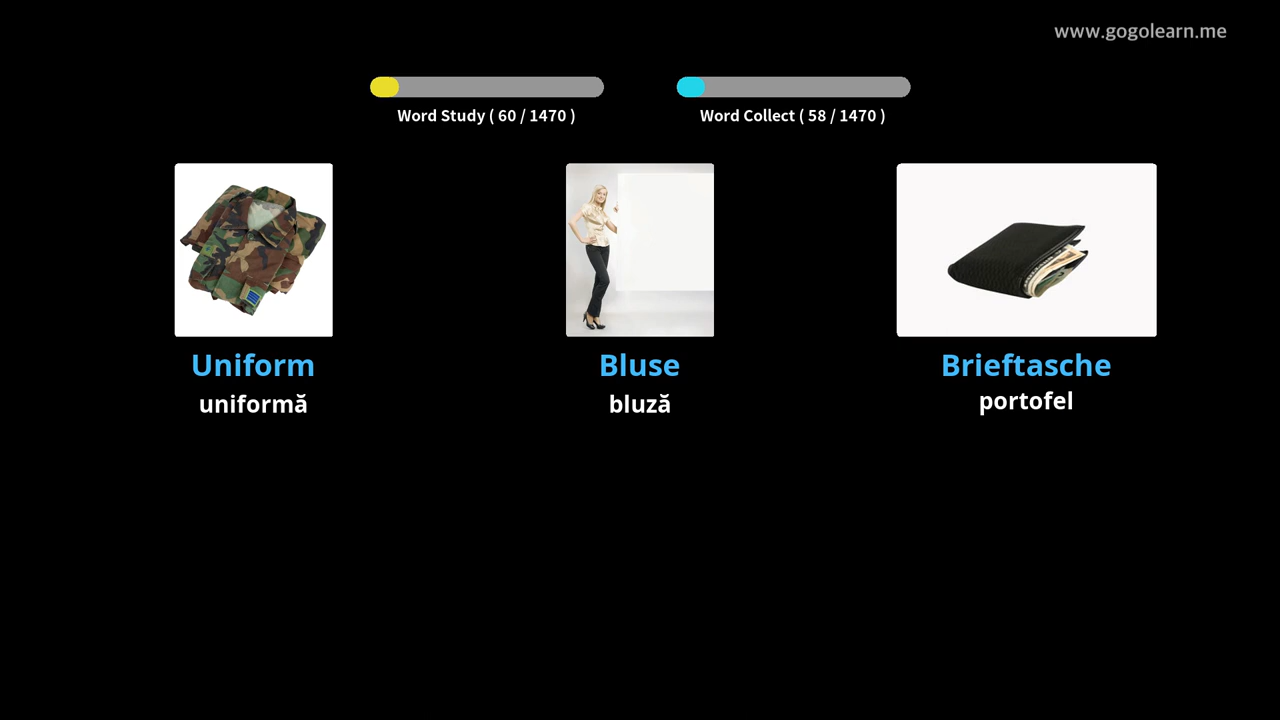 www.gogolearn.me
Word Study ( 60 / 1470 )
Word Collect ( 58 / 1470 )
Uniform
uniformă
Bluse
bluză
Brieftasche
portofel